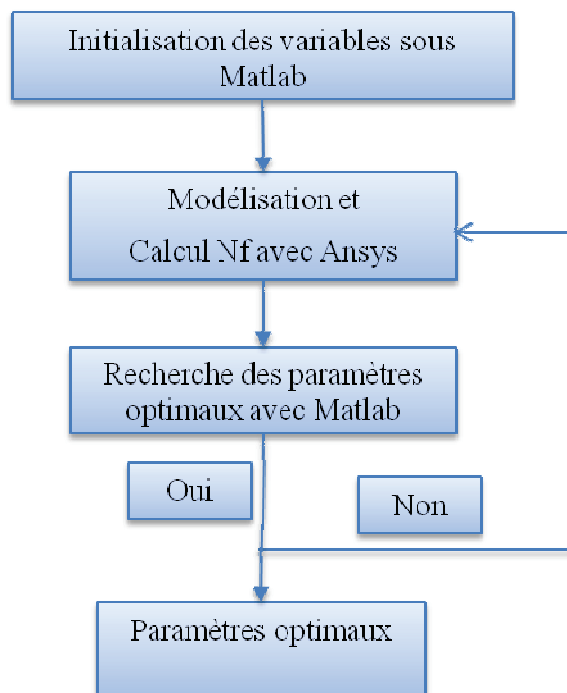 Initialisation des variables sous
Matlab
Modélisation et
Calcul Nf avec Ansys
Recherche des paramètres
optimaux avec Matlab
Oui
Non
Paramètres optimaux